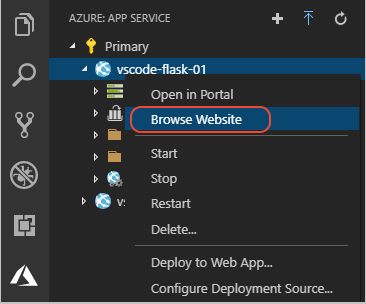 AZURE: APP SERVICE
Primary
vscode-flask-01
Open in Portal
Browse Website
Start
Stop
Restart
Delete...
Deploy to Web App...
Configure Deployment Source...